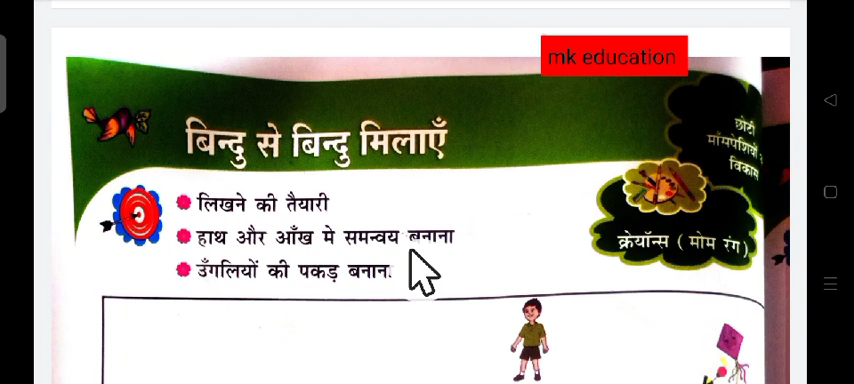 mk education
बिन्दु से बिन्दु मिलाएँ
छोटी
माँसपेशियों
विकास
लिखने की तैयारी
हाथ और आँख मे समन्वय बनाना
उँगलियों की पकड़ बनान
क्रेयॉन्स ( मोम रंग )